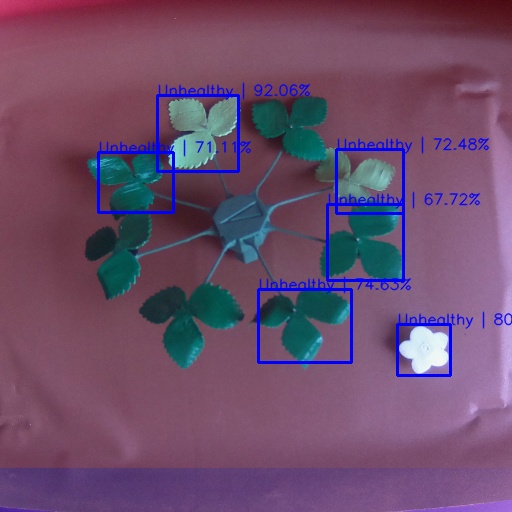 Unhealthy | 92.06%
Unhealthy | 72.48%
Unhealthy | 71.11%
Unhealthy | 67.72%
Unhealthy | 74.63%
Unhealthy | 80